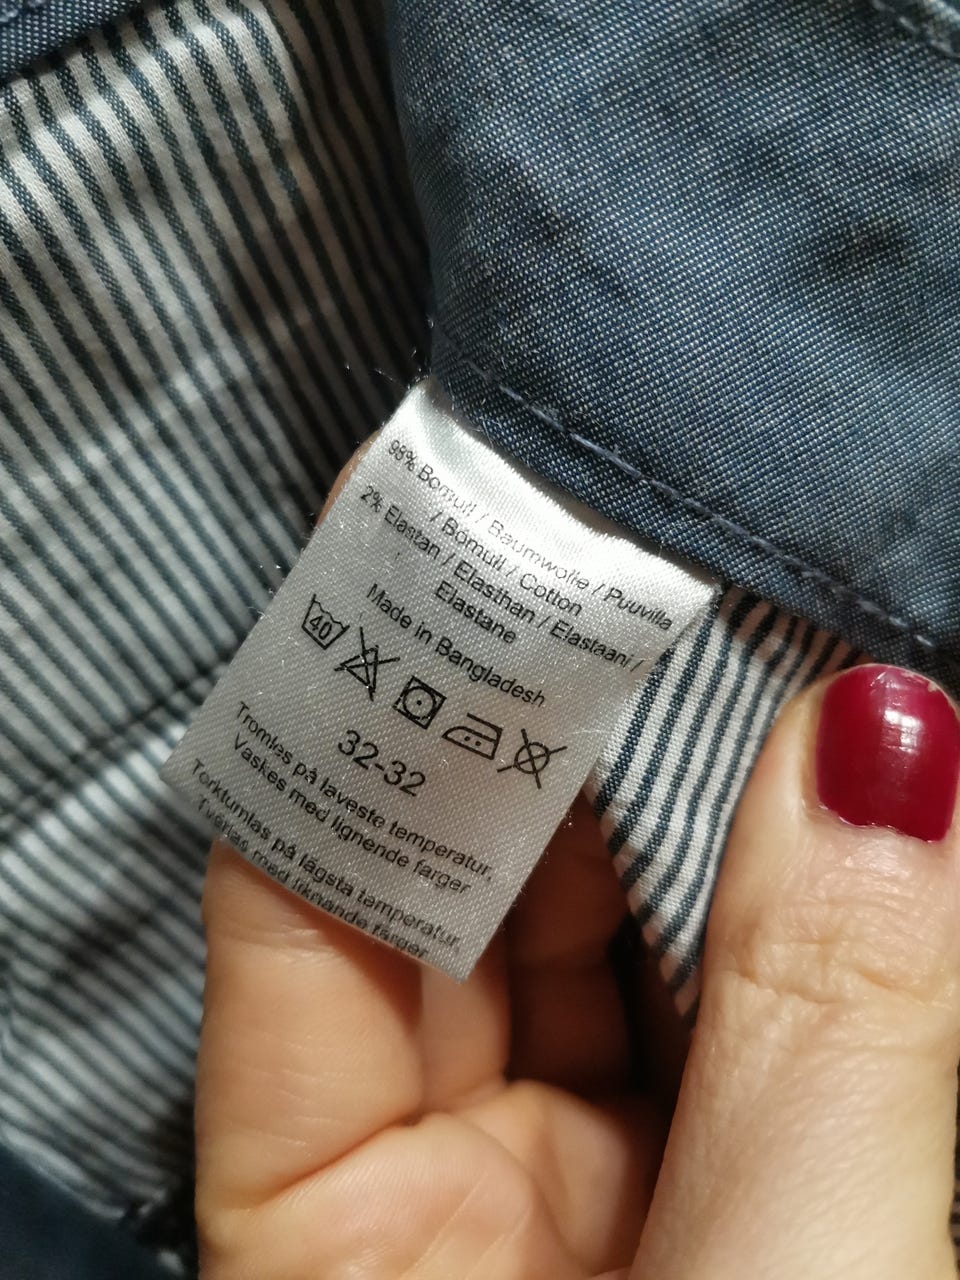 98% Bomull / Baumwolle / Puuvilla
/ Bomull / Cotton
2% Elastan / Elasthan / Elastaani /
Elastane
Made in Bangladesh
40
32-32
Tromles på laveste temperatur.
Vaskes med lignende farger
Torktumlas på lägsta temperatur.
Tvättas med liknande färger